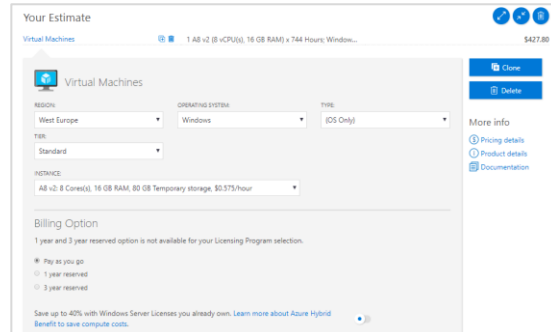 Your Estimate
Virtual Machines 1 A8 v2 (8 vCPU(s), 16 GB RAM) x 744 Hours; Window... $427.80
Clone
Virtual Machines
Delete
REGION: OPERATING SYSTEM: TYPE:
West Europe Windows (OS Only)
More info
TIER:
Pricing details
Standard
Product details
Documentation
INSTANCE:
A8 v2: 8 Cores(s), 16 GB RAM, 80 GB Temporary storage, $0.575/hour
Billing Option
1 year and 3 year reserved option is not available for your Licensing Program selection.
Pay as you go
1 year reserved
3 year reserved
Save up to 40% with Windows Server Licenses you already own. Learn more about Azure Hybrid
Benefit to save compute costs.